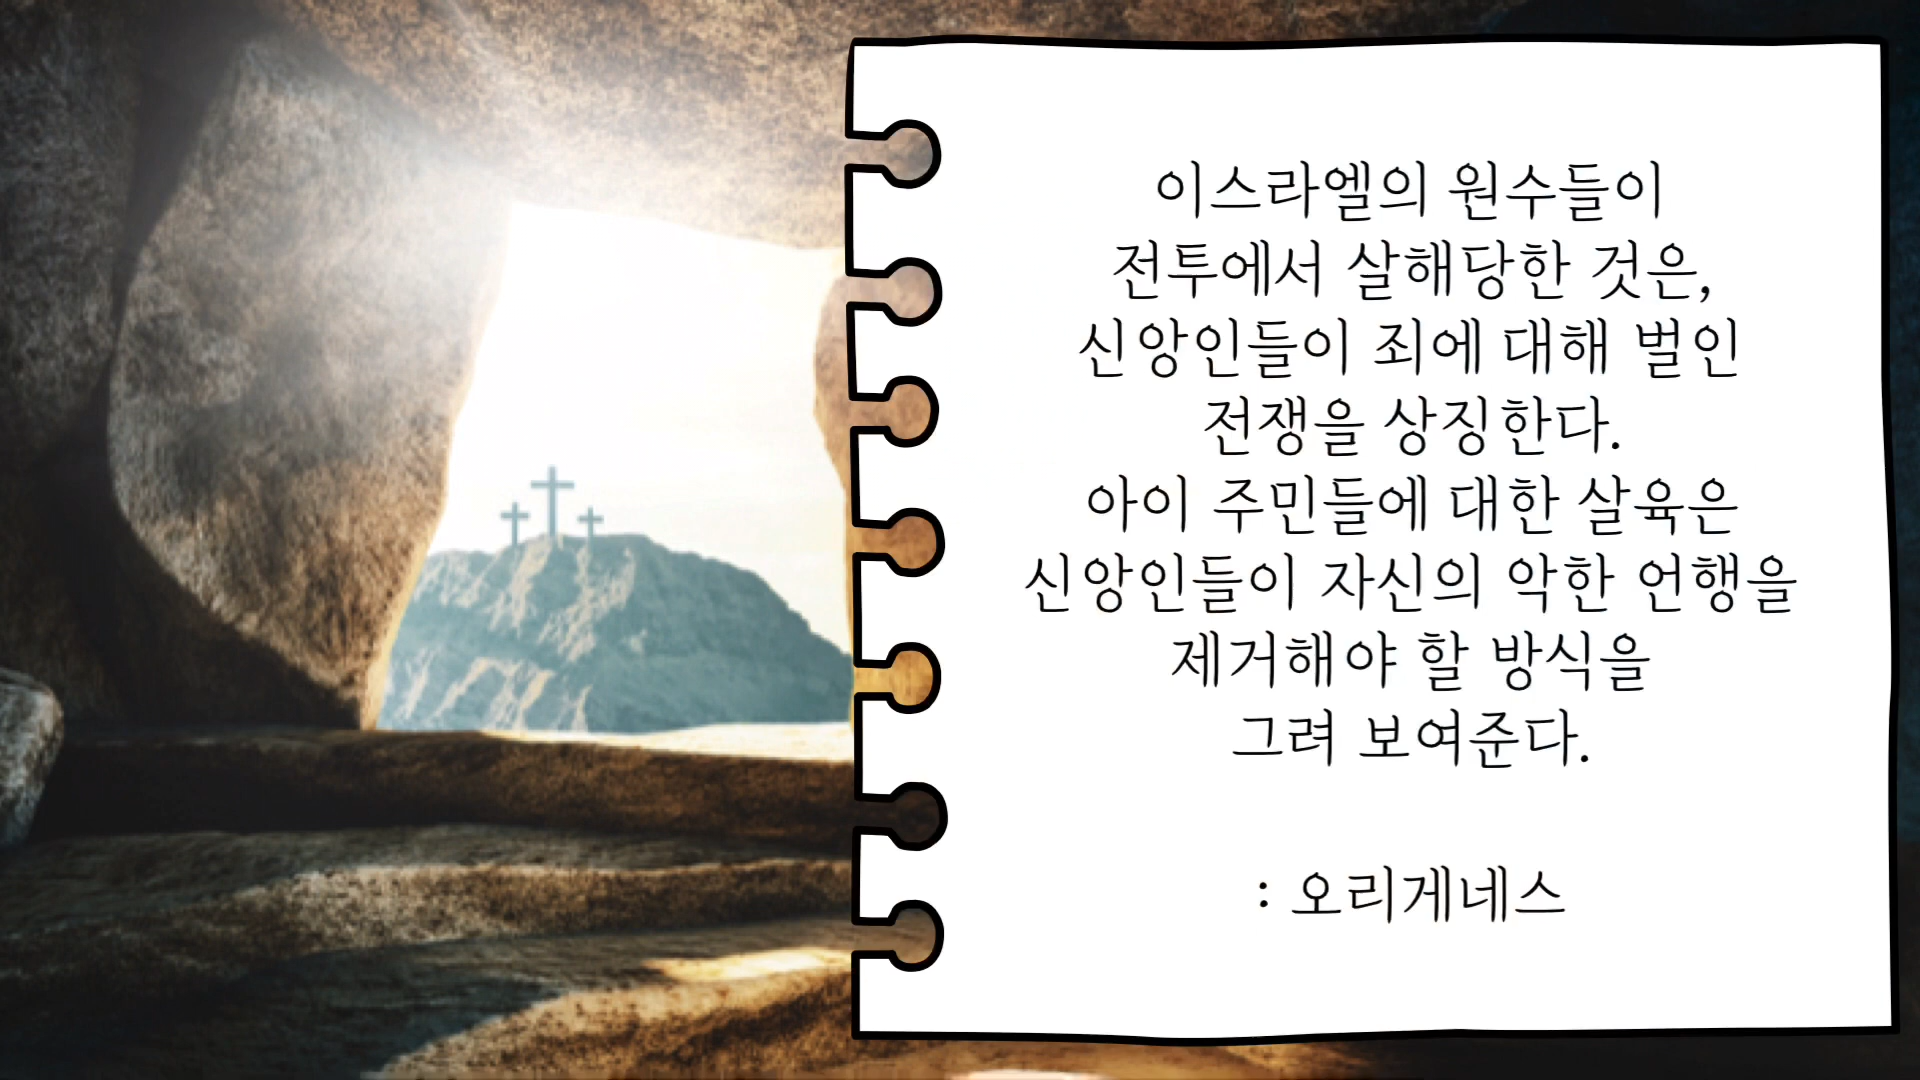 이스라엘의 원수들이
전투에서 살해당한 것은,
신앙인들이 죄에 대해 벌인
전쟁을 상징한다.
아이 주민들에 대한 살육은
신앙인들이 자신의 악한 언행을
제거해야 할 방식을
그려 보여준다.
: 오리게네스